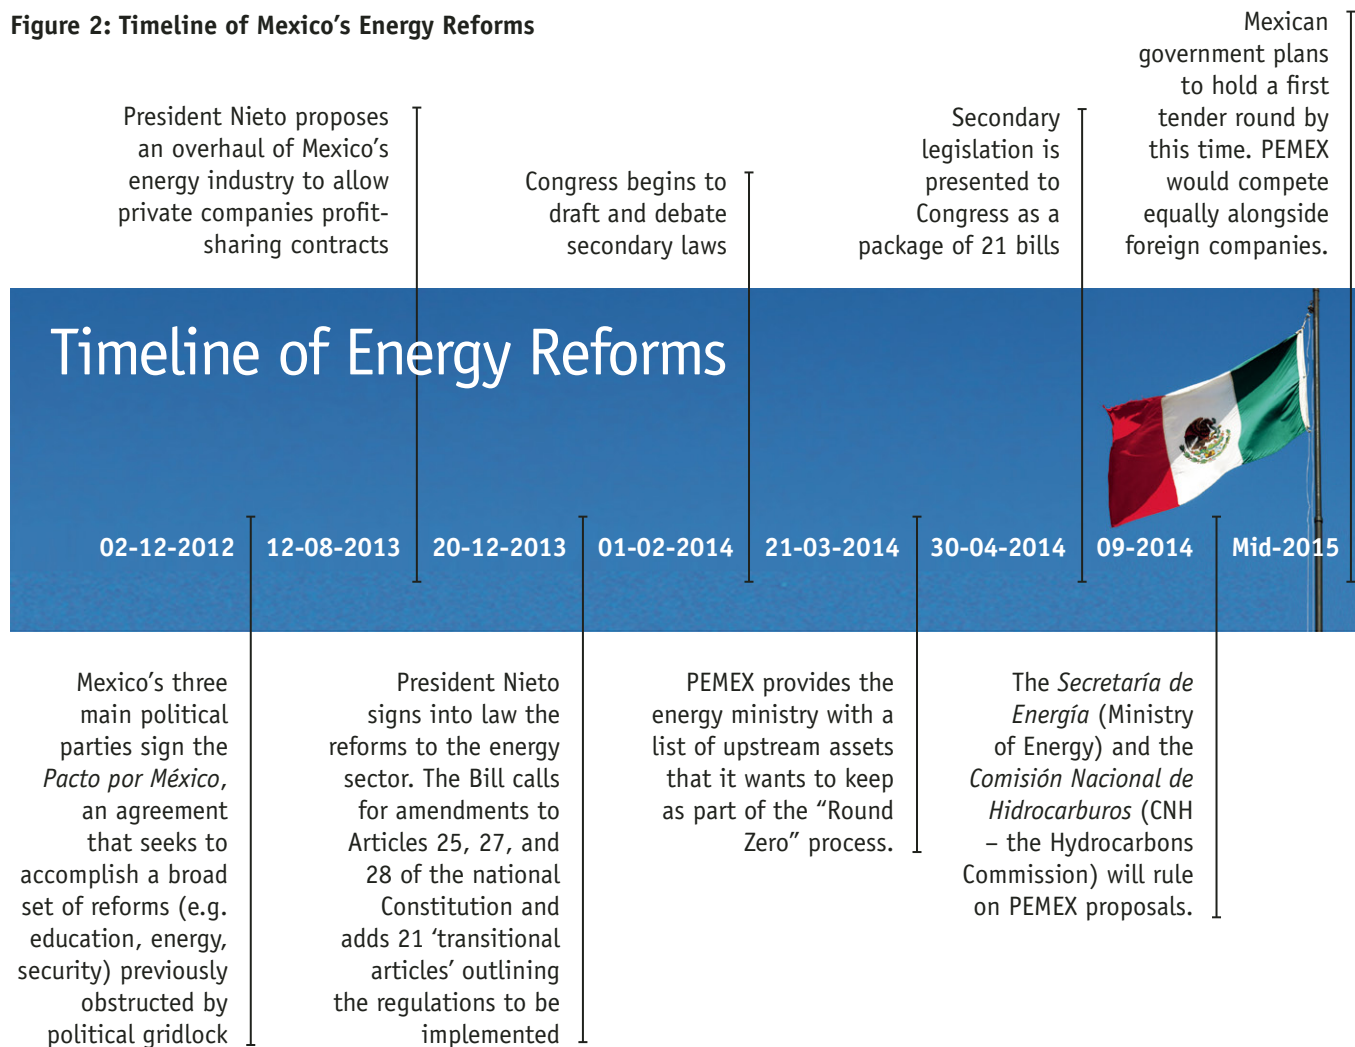 Figure 2: Timeline of Mexico’s Energy Reforms
President Nieto proposes
an overhaul of Mexico’s
energy industry to allow
private companies profit-
sharing contracts
Congress begins to
draft and debate
secondary laws
Secondary
legislation is
presented to
Congress as a
package of 21 bills
Mexican
government plans
to hold a first
tender round by
this time. PEMEX
would compete
equally alongside
foreign companies.
Timeline of Energy Reforms
02-12-2012
12-08-2013
20-12-2013
01-02-2014
21-03-2014
30-04-2014
09-2014
Mid-2015
Mexico’s three
main political
parties sign the
Pacto por México,
an agreement
that seeks to
accomplish a broad
set of reforms (e.g.
education, energy,
security) previously
obstructed by
political gridlock
President Nieto
signs into law the
reforms to the energy
sector. The Bill calls
for amendments to
Articles 25, 27, and
28 of the national
Constitution and
adds 21 ‘transitional
articles’ outlining
the regulations to be
implemented
PEMEX provides the
energy ministry with a
list of upstream assets
that it wants to keep
as part of the “Round
Zero” process.
The Secretaría de
Energía (Ministry
of Energy) and the
Comisión Nacional de
Hidrocarburos (CNH
– the Hydrocarbons
Commission) will rule
on PEMEX proposals.